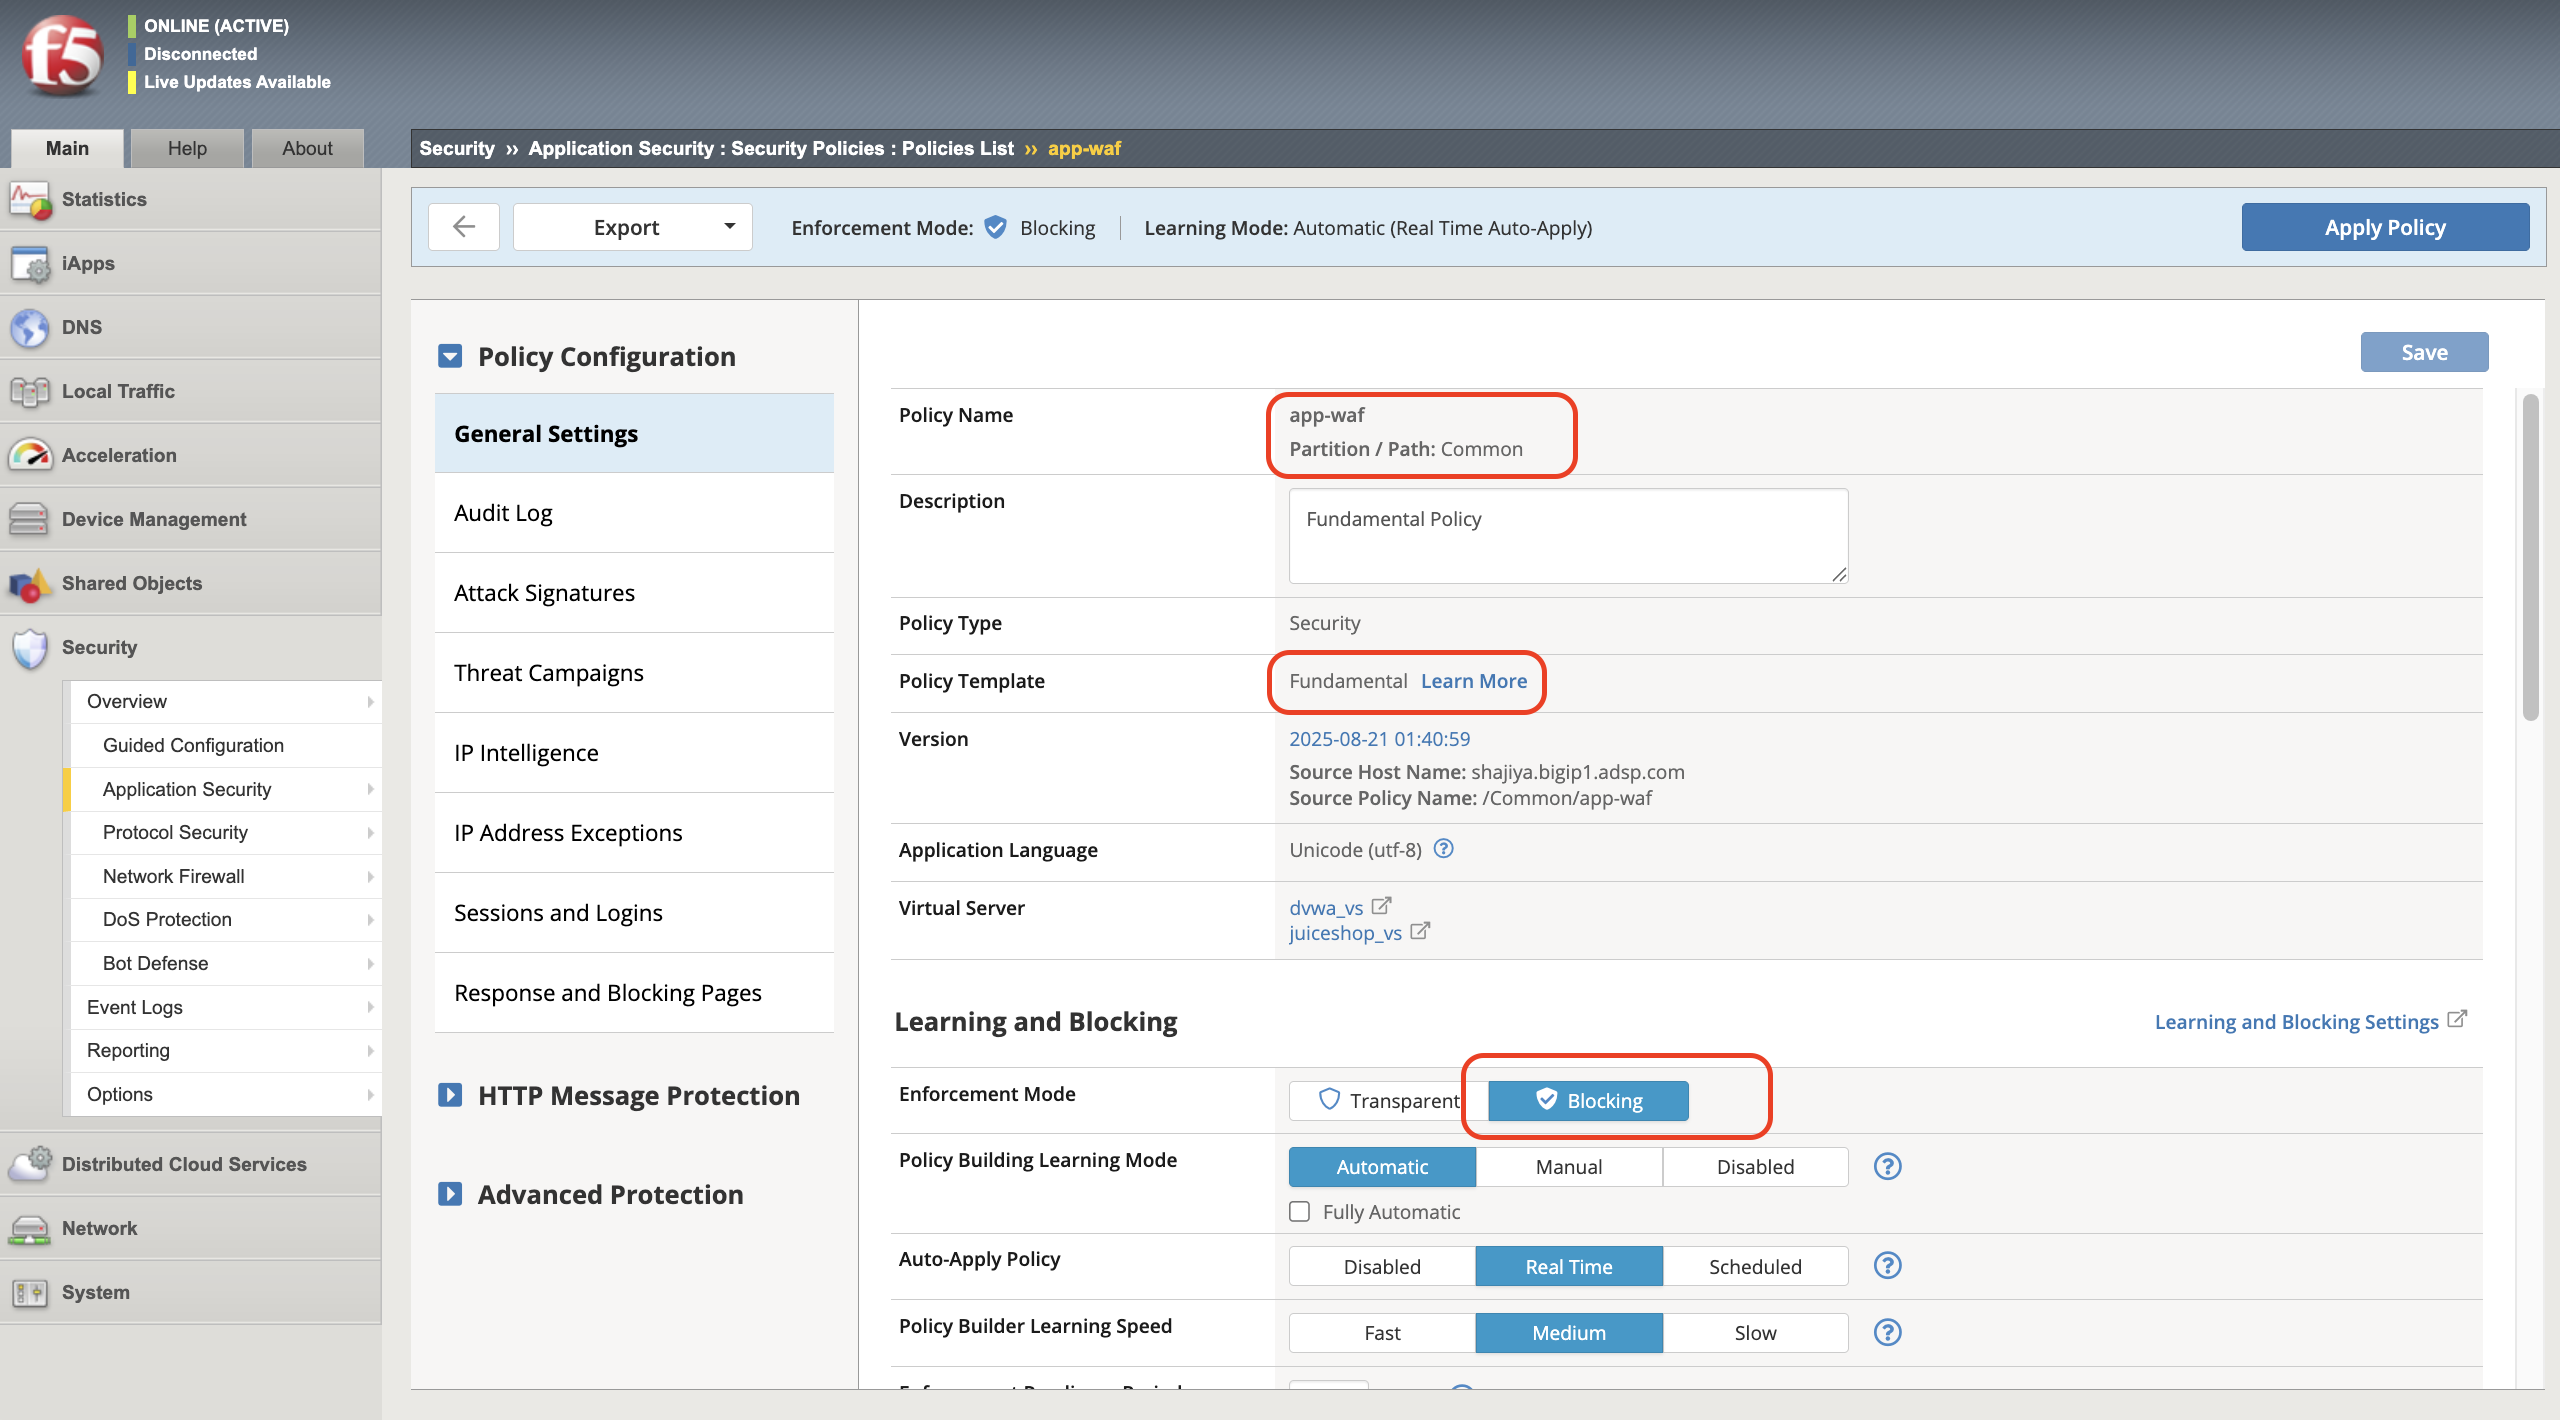 f5
ONLINE (ACTIVE)
Disconnected
Live Updates Available
Main
Help
About
Security ›› Application Security : Security Policies : Policies List ›› app-waf
Statistics
iApps
DNS
Local Traffic
Acceleration
Device Management
Shared Objects
Security
Overview
Guided Configuration
Application Security
Protocol Security
Network Firewall
DoS Protection
Bot Defense
Event Logs
Reporting
Options
Distributed Cloud Services
Network
System
Export
Enforcement Mode: Blocking
Learning Mode: Automatic (Real Time Auto-Apply)
Apply Policy
Policy Configuration
General Settings
Audit Log
Attack Signatures
Threat Campaigns
IP Intelligence
IP Address Exceptions
Sessions and Logins
Response and Blocking Pages
HTTP Message Protection
Advanced Protection
Save
Policy Name
app-waf
Partition / Path: Common
Description
Fundamental Policy
Policy Type
Security
Policy Template
Fundamental Learn More
Version
2025-08-21 01:40:59
Source Host Name: shajiya.bigip1.adsp.com
Source Policy Name: /Common/app-waf
Application Language
Unicode (utf-8)
Virtual Server
dvwa_vs
juiceshop_vs
Learning and Blocking
Learning and Blocking Settings
Enforcement Mode
Transparent
Blocking
Policy Building Learning Mode
Automatic
Manual
Disabled
Fully Automatic
Auto-Apply Policy
Disabled
Real Time
Scheduled
Policy Builder Learning Speed
Fast
Medium
Slow